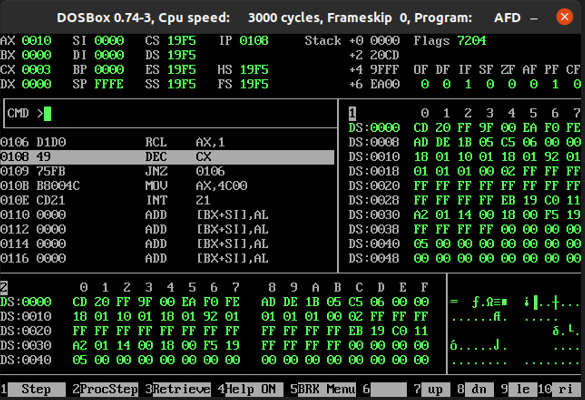 DOSBox 0.74-3, Cpu speed: 3000 cycles, Frameskip 0, Program: AFD
AX 0010 SI 0000 CS 19F5 IP 0108 Stack +0 0000 Flags 7204
BX 0000 DI 0000 DS 19F5 +2 20CD
CX 0003 BP 0000 ES 19F5 HS 19F5 +4 9FFF OF DF IF SF ZF AF PF CF
DX 0000 SP FFFE SS 19F5 FS 19F5 +6 EA00 0 0 1 0 0 0 1 0
CMD >
1 0 1 2 3 4 5 6 7
DS:0000 CD 20 FF 9F 00 EA F0 FE
0106 D1D0 RCL AX,1 DS:0008 AD DE 1B 05 C5 06 00 00
0108 49 DEC CX DS:0010 18 01 10 01 18 01 92 01
0109 75FB JNZ 0106 DS:0018 01 01 01 00 02 FF FF FF
010B B8004C MOV AX,4C00 DS:0020 FF FF FF FF FF FF FF FF
010E CD21 INT 21 DS:0028 FF FF FF FF EB 19 C0 11
0110 0000 ADD [BX+SI],AL DS:0030 A2 01 14 00 18 00 F5 19
0112 0000 ADD [BX+SI],AL DS:0038 FF FF FF FF 00 00 00 00
0114 0000 ADD [BX+SI],AL DS:0040 05 00 00 00 00 00 00 00
0116 0000 ADD [BX+SI],AL DS:0048 00 00 00 00 00 00 00 00
2 0 1 2 3 4 5 6 7 8 9 A B C D E F
DS:0000 CD 20 FF 9F 00 EA F0 FE AD DE 1B 05 C5 06 00 00
DS:0010 18 01 10 01 18 01 92 01 01 01 01 00 02 FF FF FF
DS:0020 FF FF FF FF FF FF FF FF FF FF FF FF EB 19 C0 11
DS:0030 A2 01 14 00 18 00 F5 19 FF FF FF FF 00 00 00 00
DS:0040 05 00 00 00 00 00 00 00 00 00 00 00 00 00 00 00
1 Step 2ProcStep 3Retrieve 4Help ON 5BRK Menu 6 7 up 8 dn 9 le 0 ri